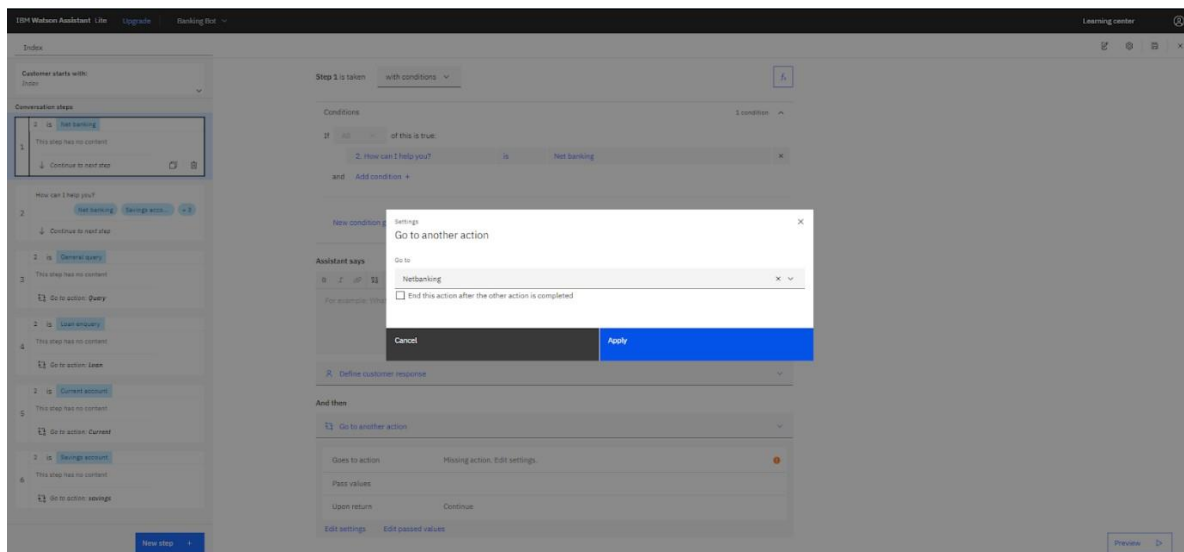 IBM Watson Assistant Lite Upgrade Banking Bot Learning center
Index
Customer starts with:
Index
Conversation steps
1
2 is Net banking
This step has no content
Continue to next step
2
How can I help you?
Net banking Savings acco... + 3
Continue to next step
3
2 is General query
This step has no content
Go to action: Query
4
2 is Loan enquary
This step has no content
Go to action: Loan
5
2 is Current account
This step has no content
Go to action: Current
6
2 is Savings account
This step has no content
Go to action: savings
New step +
Step 1 is taken with conditions
Conditions 1 condition
If All of this is true:
2. How can I help you? is Net banking
and Add condition +
New condition
Settings
Go to another action
Go to
Netbanking
End this action after the other action is completed
Cancel Apply
Assistant says
B I
For example:
Define customer response
And then
Go to another action
Goes to action Missing action. Edit settings.
Pass values
Upon return Continue
Edit settings Edit passed values
Preview